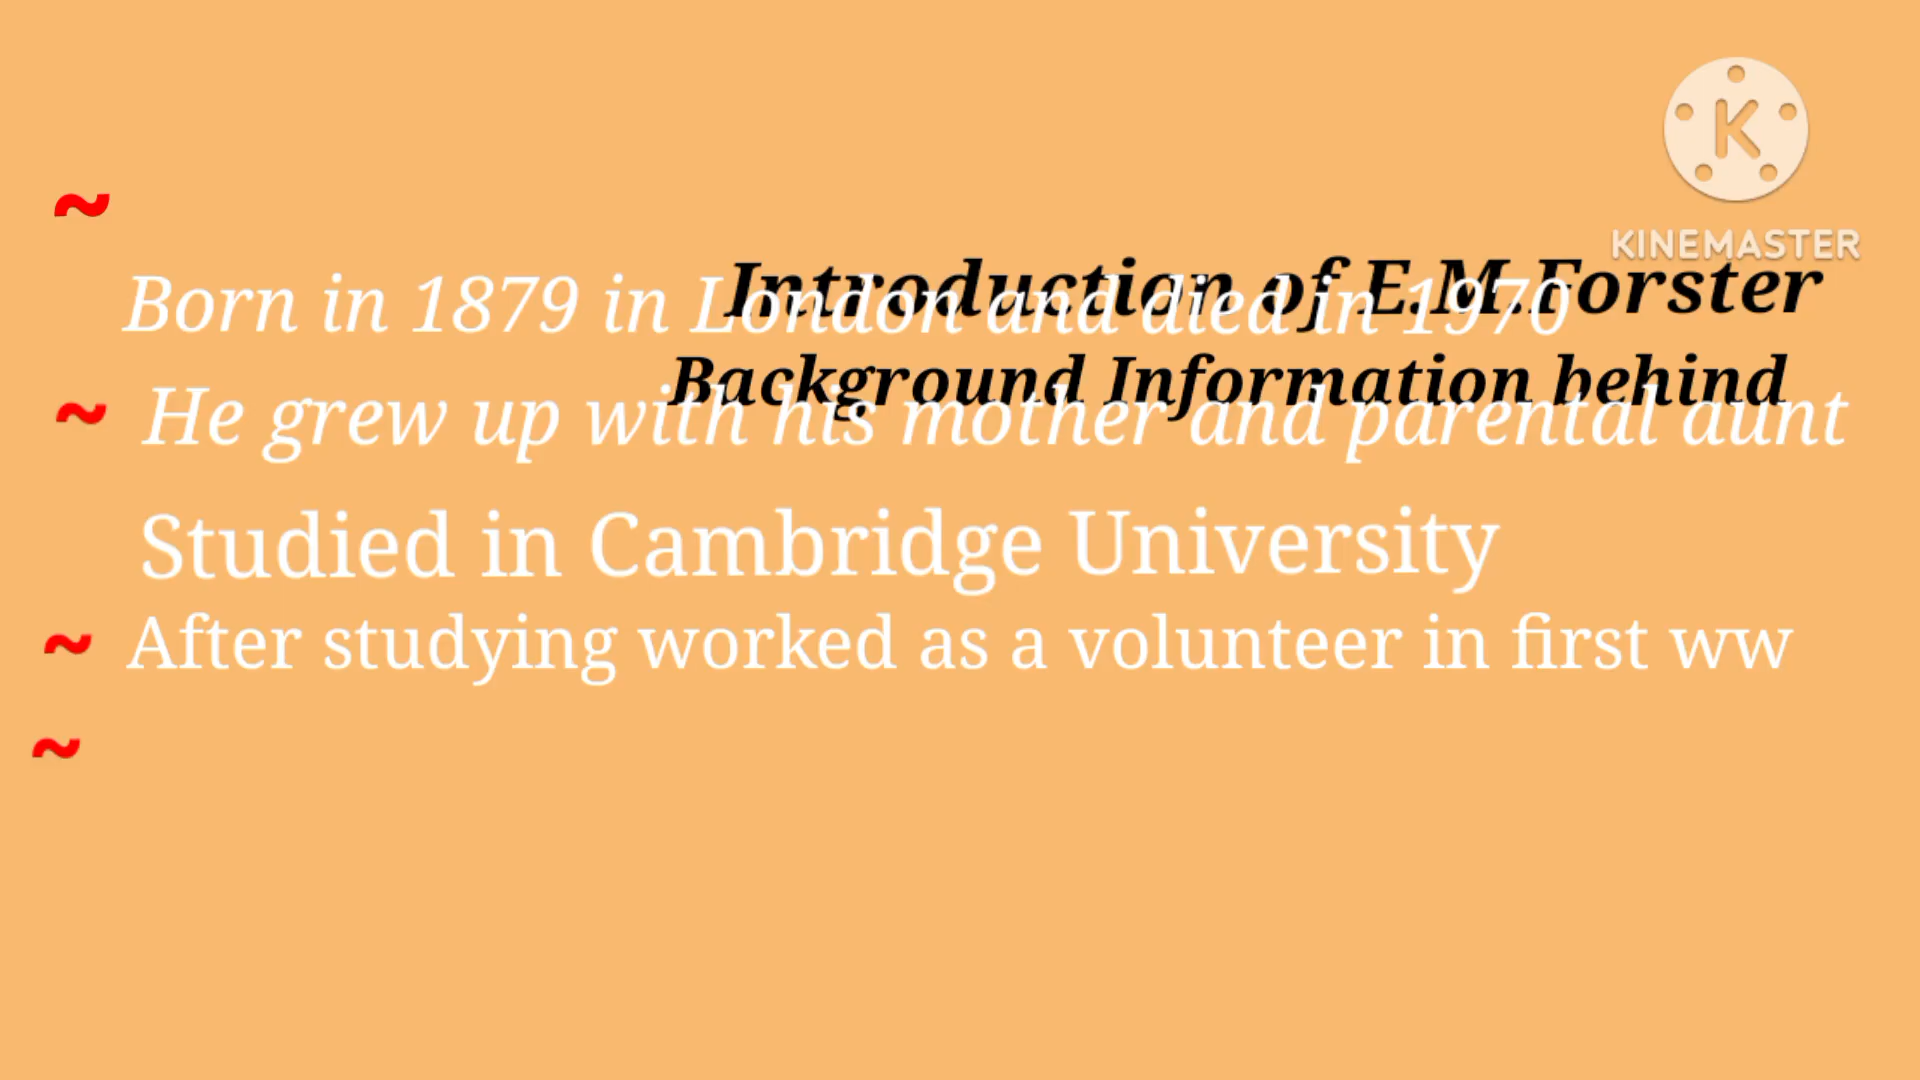 ~
KINEMASTER
Introduction of E.M.Forster
Born in 1879 in London and died in 1970
Background Information behind
~ He grew up with his mother and parental aunt
Studied in Cambridge University
~ After studying worked as a volunteer in first ww
~